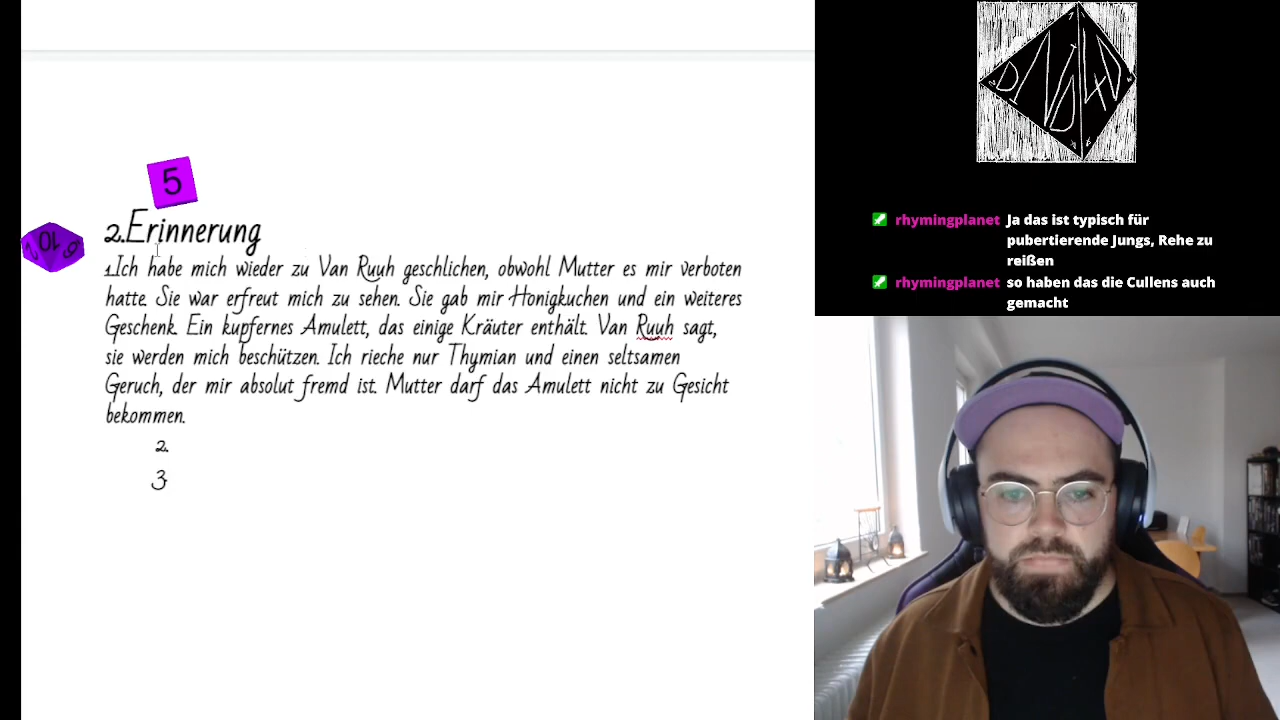 5
2.Erinnerung
10
1.Ich habe mich wieder zu Van Ruuh geschlichen, obwohl Mutter es mir verboten
hatte. Sie war erfreut mich zu sehen. Sie gab mir Honigkuchen und ein weiteres
Geschenk. Ein kupfernes Amulett, das einige Kräuter enthält. Van Ruuh sagt,
sie werden mich beschützen. Ich rieche nur Thymian und einen seltsamen
Geruch, der mir absolut fremd ist. Mutter darf das Amulett nicht zu Gesicht
bekommen.
2.
3.
rhymingplanet Ja das ist typisch für
pubertierende Jungs, Rehe zu
reißen
rhymingplanet so haben das die Cullens auch
gemacht